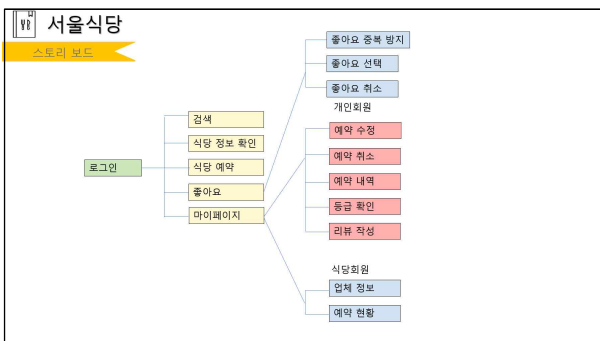 서울식당
스토리 보드
로그인
검색
식당 정보 확인
식당 예약
좋아요
마이페이지
좋아요 중복 방지
좋아요 선택
좋아요 취소
개인회원
예약 수정
예약 취소
예약 내역
등급 확인
리뷰 작성
식당회원
업체 정보
예약 현황